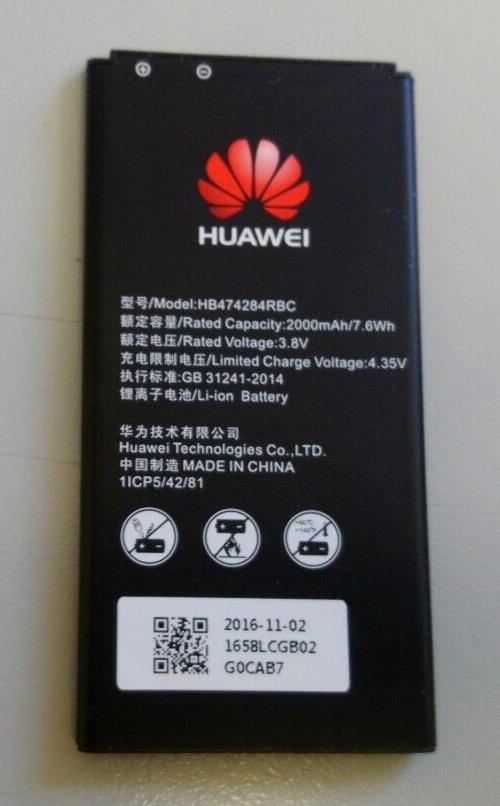 HUAWEI
型号/Model:HB474284RBC
额定容量/Rated Capacity:2000mAh/7.6Wh
额定电压/Rated Voltage:3.8V
充电限制电压/Limited Charge Voltage:4.35V
执行标准:GB 31241-2014
锂离子电池/Li-ion Battery
华为技术有限公司
Huawei Technologies Co.,LTD.
中国制造 MADE IN CHINA
1ICP5/42/81
>60℃
>140℉
2016-11-02
1658LCGB02
G0CAB7